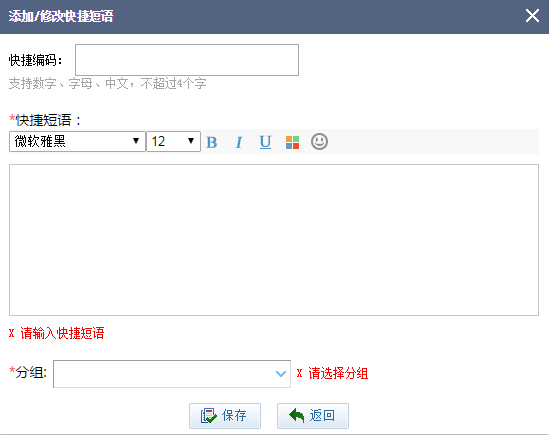 添加/修改快捷短语
快捷编码：
支持数字、字母、中文，不超过4个字
*快捷短语：
微软雅黑 12 B I U
X 请输入快捷短语
*分组: X 请选择分组
保存 返回